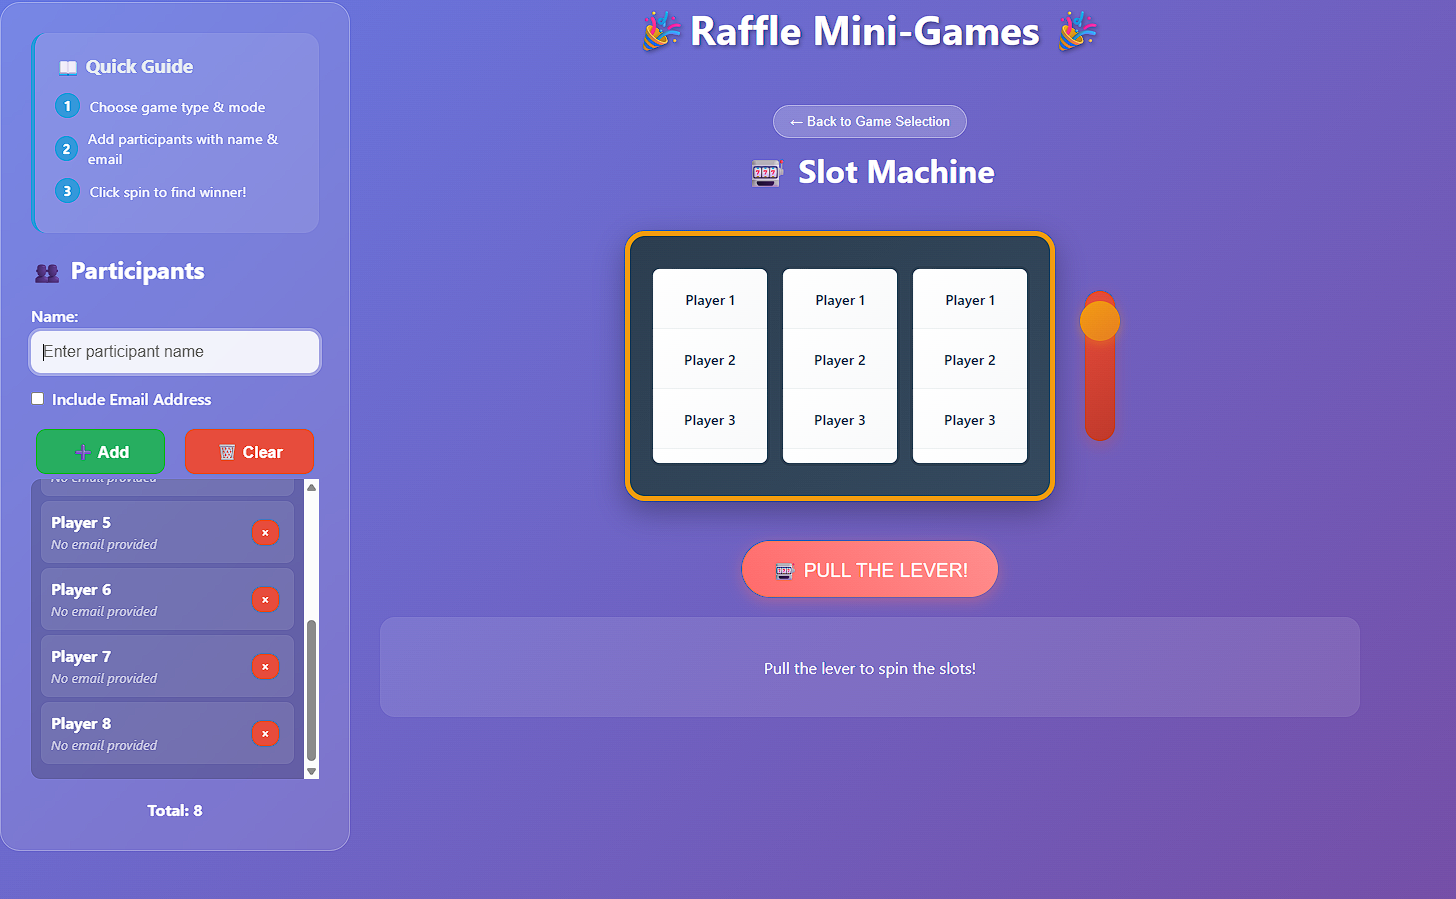 📖 Quick Guide
1 Choose game type & mode
2 Add participants with name &
email
3 Click spin to find winner!
👥 Participants
Name:
Enter participant name
Include Email Address
➕ Add
🗑️ Clear
No email provided
Player 5
No email provided
×
Player 6
No email provided
×
Player 7
No email provided
×
Player 8
No email provided
×
Total: 8
🎉 Raffle Mini-Games 🎉
← Back to Game Selection
🎰 Slot Machine
Player 1 Player 1 Player 1
Player 2 Player 2 Player 2
Player 3 Player 3 Player 3
🎰 PULL THE LEVER!
Pull the lever to spin the slots!